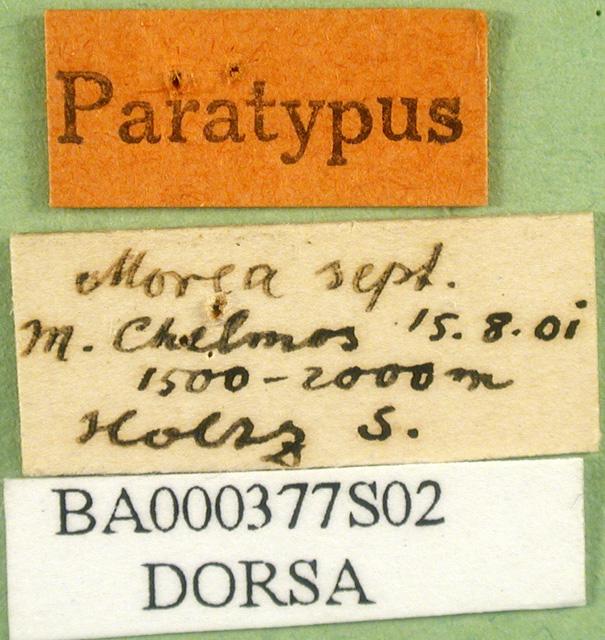 Paratypus
Morea sept.
M. Chelmos 15.8.01
1500-2000m
Holtz S.
BA000377S02
DORSA